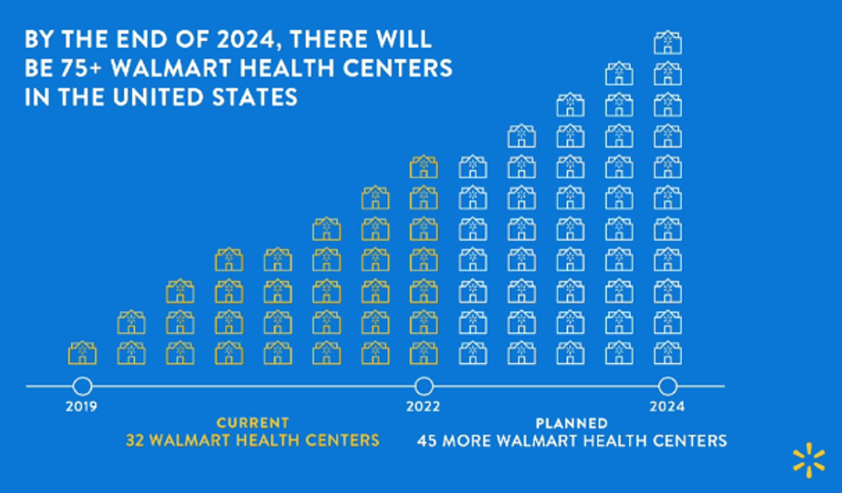 BY THE END OF 2024, THERE WILL
BE 75+ WALMART HEALTH CENTERS
IN THE UNITED STATES
2019
2022
2024
CURRENT
32 WALMART HEALTH CENTERS
PLANNED
45 MORE WALMART HEALTH CENTERS